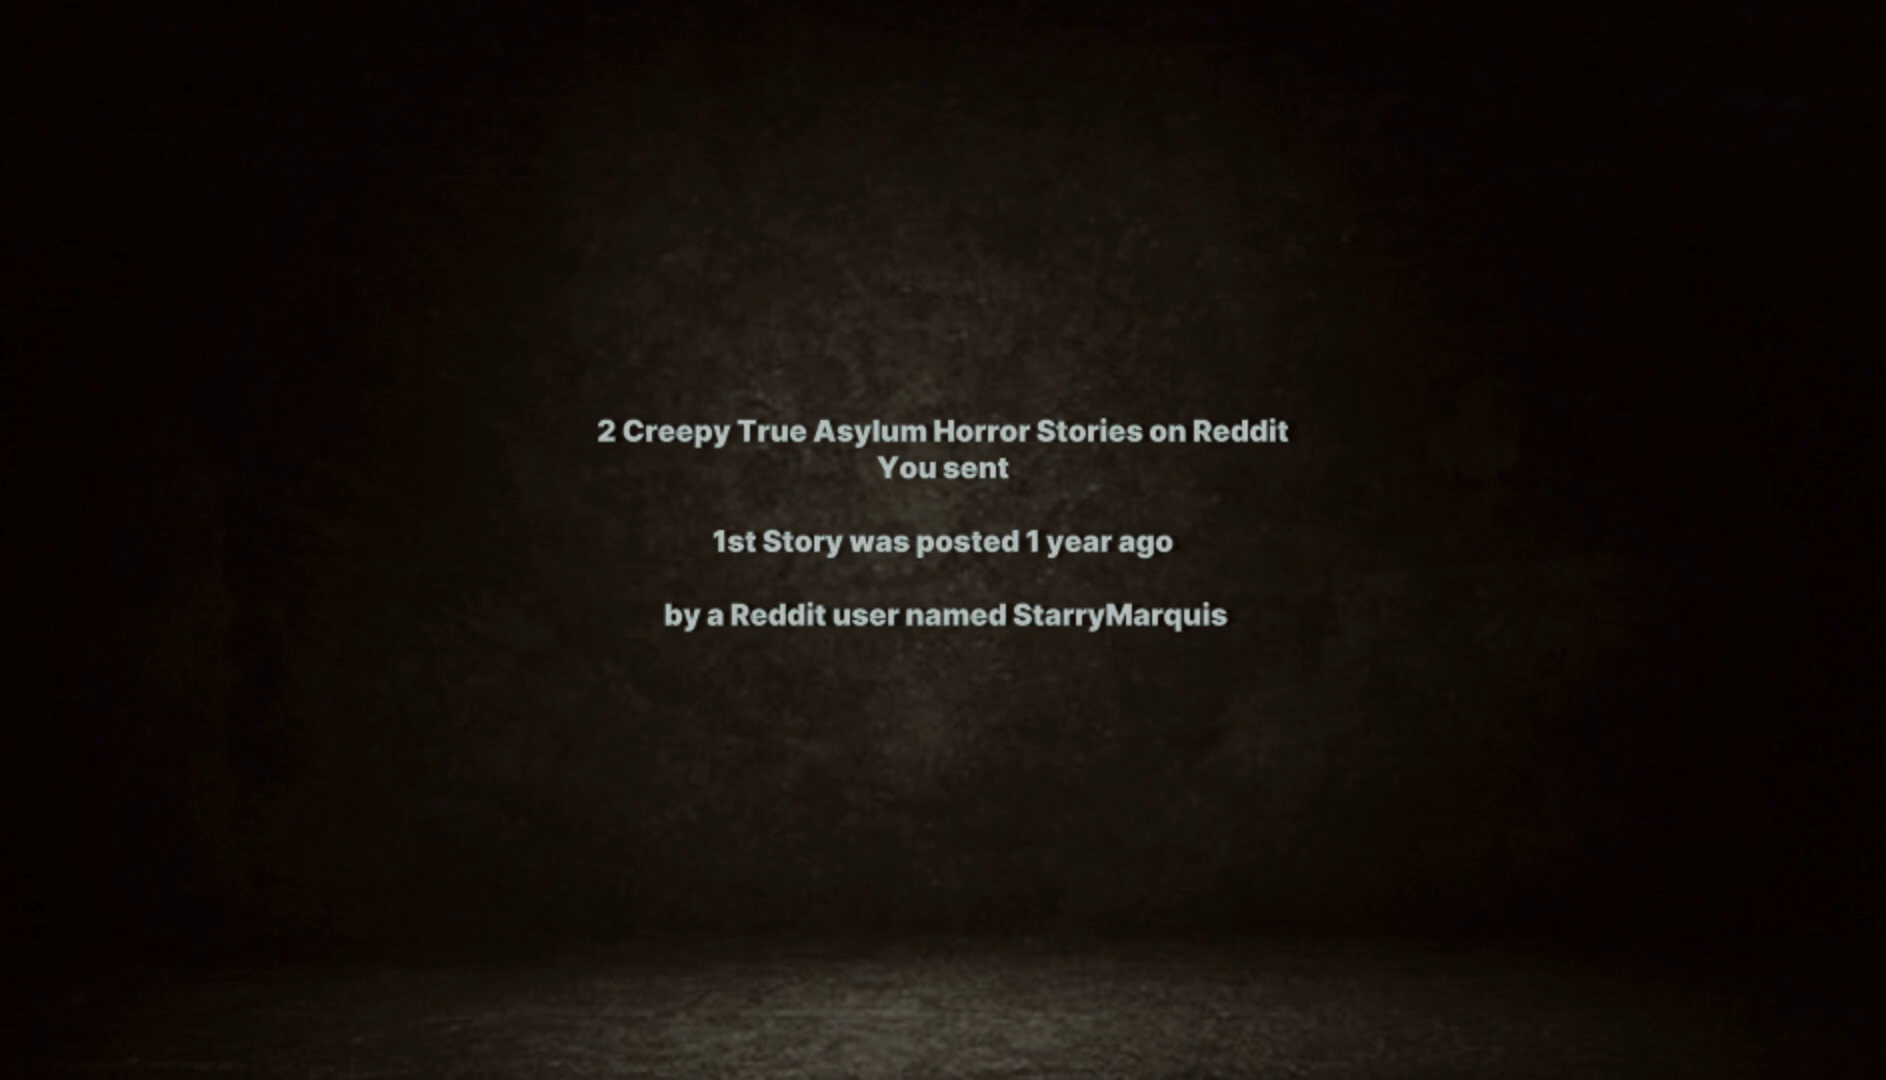 2 Creepy True Asylum Horror Stories on Reddit
You sent
1st Story was posted 1 year ago
by a Reddit user named StarryMarquis